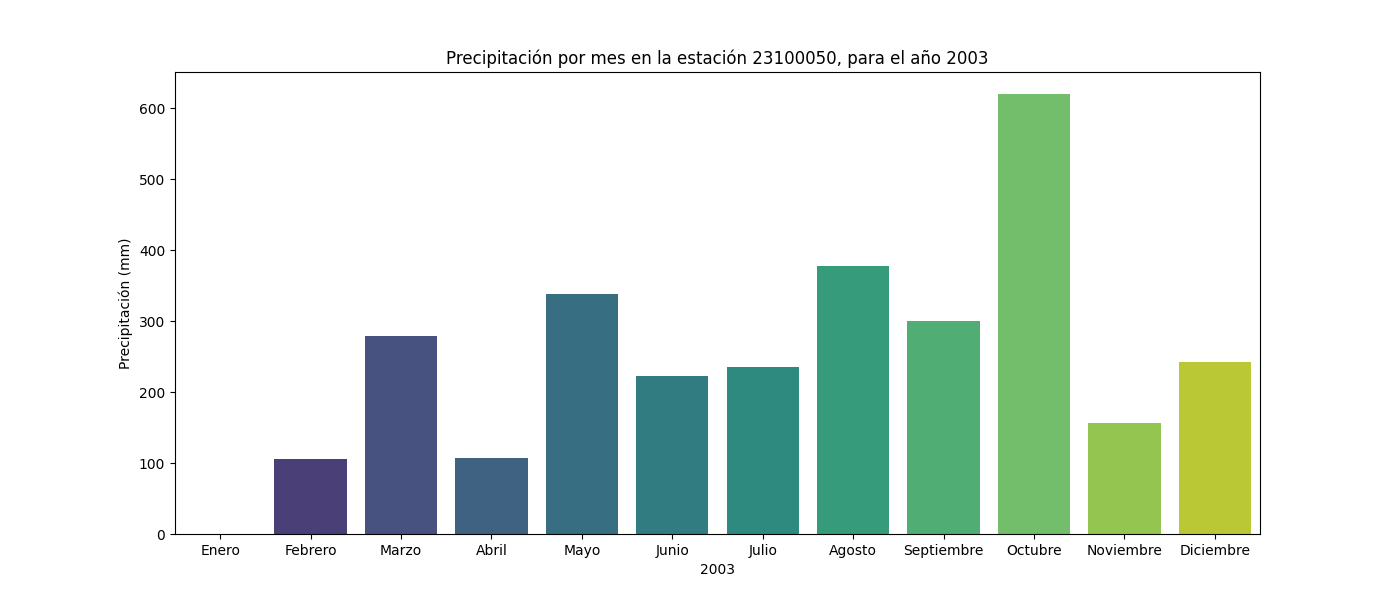 Precipitación por mes en la estación 23100050, para el año 2003
Precipitación (mm)
600
500
400
300
200
100
0
Enero Febrero Marzo Abril Mayo Junio Julio Agosto Septiembre Octubre Noviembre Diciembre
2003